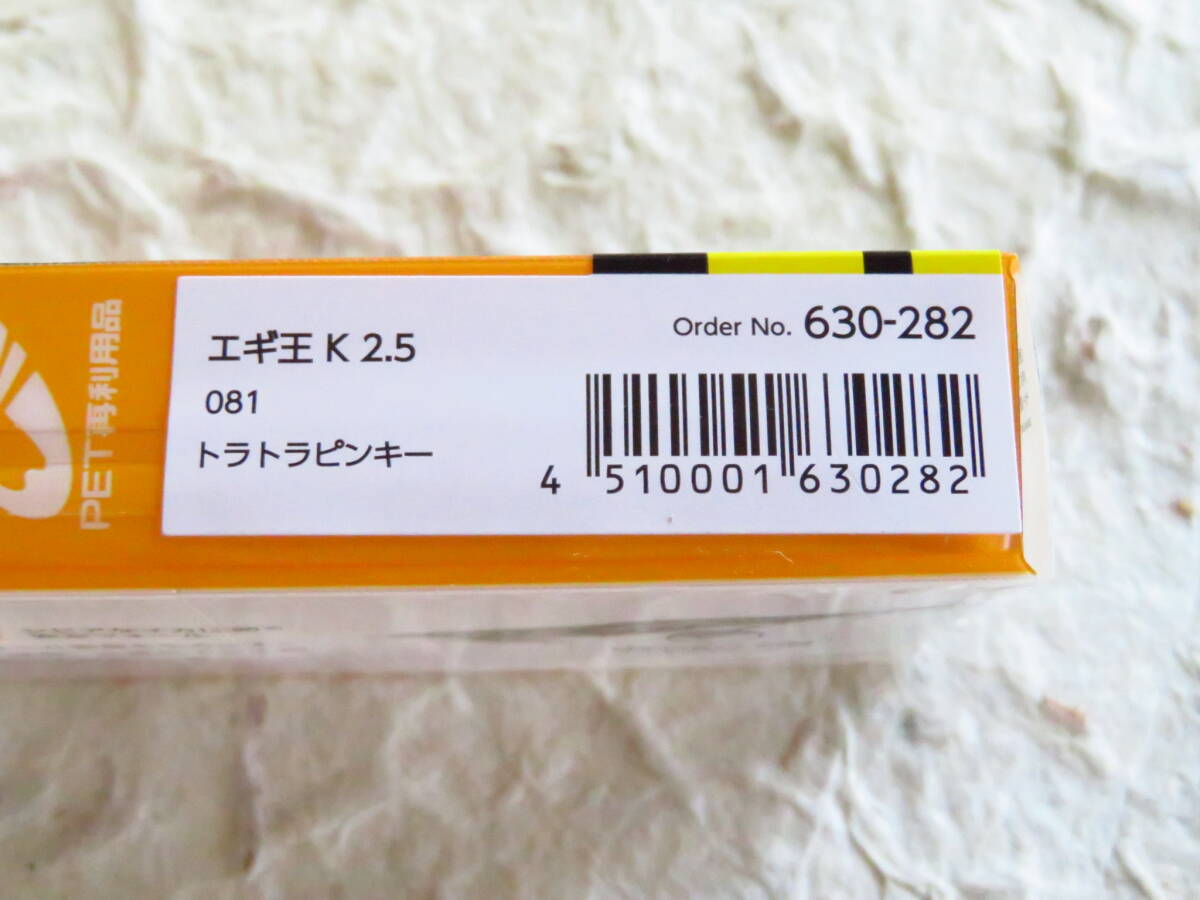 エギ王 K 2.5
081
トラトラピンキー
Order No. 630-282
4 510001 630282
PET再利用品